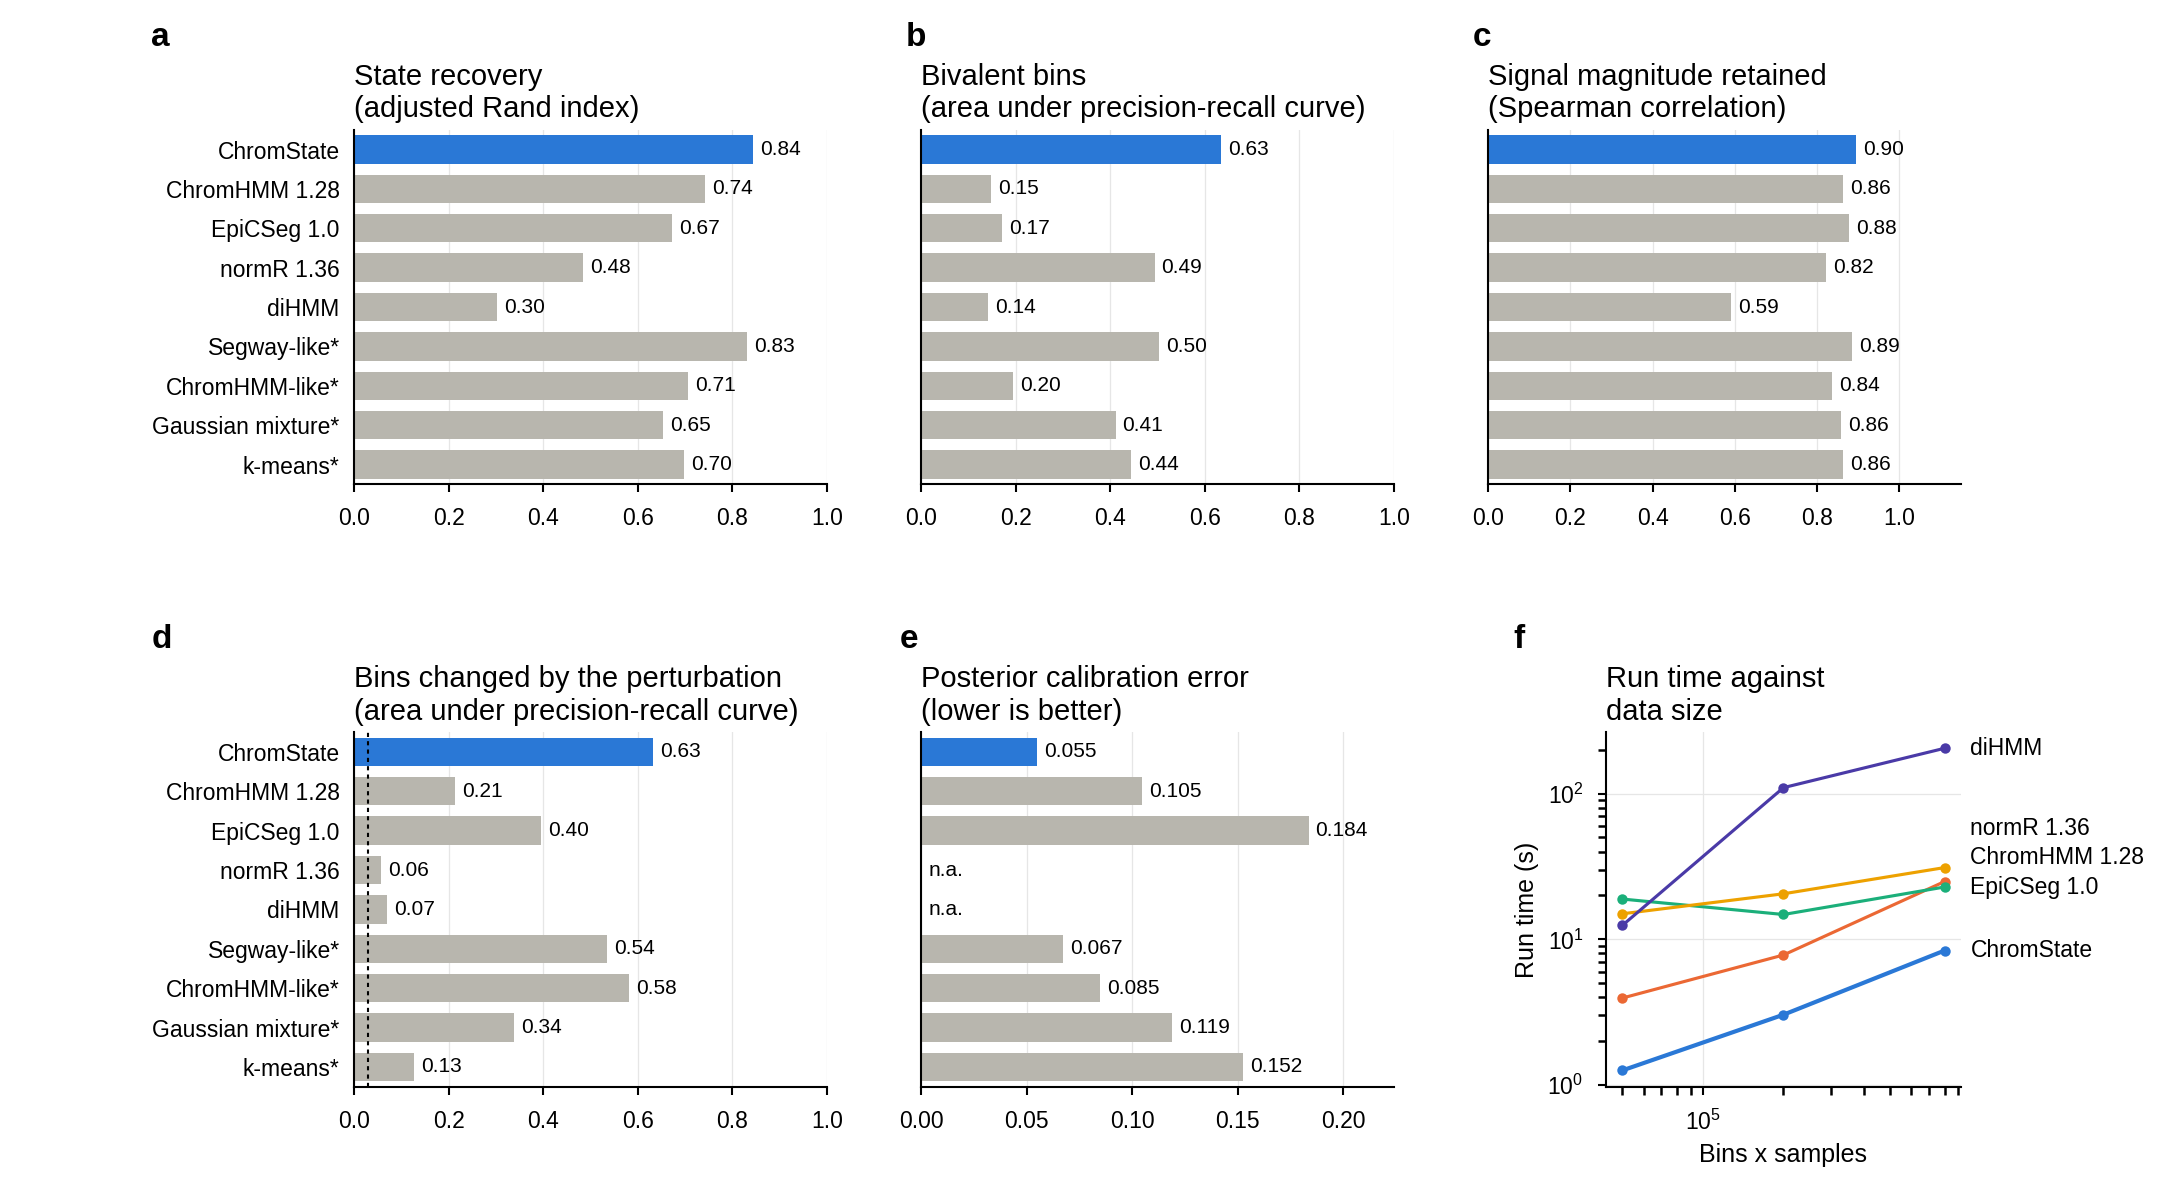 a
State recovery
(adjusted Rand index)
ChromState
0.84
ChromHMM 1.28
0.74
EpiCSeg 1.0
0.67
normR 1.36
0.48
diHMM
0.30
Segway-like*
0.83
ChromHMM-like*
0.71
Gaussian mixture*
0.65
k-means*
0.70
0.0 0.2 0.4 0.6 0.8 1.0
b
Bivalent bins
(area under precision-recall curve)
0.63
0.15
0.17
0.49
0.14
0.50
0.20
0.41
0.44
0.0 0.2 0.4 0.6 0.8 1.0
c
Signal magnitude retained
(Spearman correlation)
0.90
0.86
0.88
0.82
0.59
0.89
0.84
0.86
0.86
0.0 0.2 0.4 0.6 0.8 1.0
d
Bins changed by the perturbation
(area under precision-recall curve)
ChromState
0.63
ChromHMM 1.28
0.21
EpiCSeg 1.0
0.40
normR 1.36
0.06
diHMM
0.07
Segway-like*
0.54
ChromHMM-like*
0.58
Gaussian mixture*
0.34
k-means*
0.13
0.0 0.2 0.4 0.6 0.8 1.0
e
Posterior calibration error
(lower is better)
0.055
0.105
0.184
n.a.
n.a.
0.067
0.085
0.119
0.152
0.00 0.05 0.10 0.15 0.20
f
Run time against
data size
Run time (s)
10²
10¹
10⁰
diHMM
normR 1.36
ChromHMM 1.28
EpiCSeg 1.0
ChromState
10⁵
Bins x samples